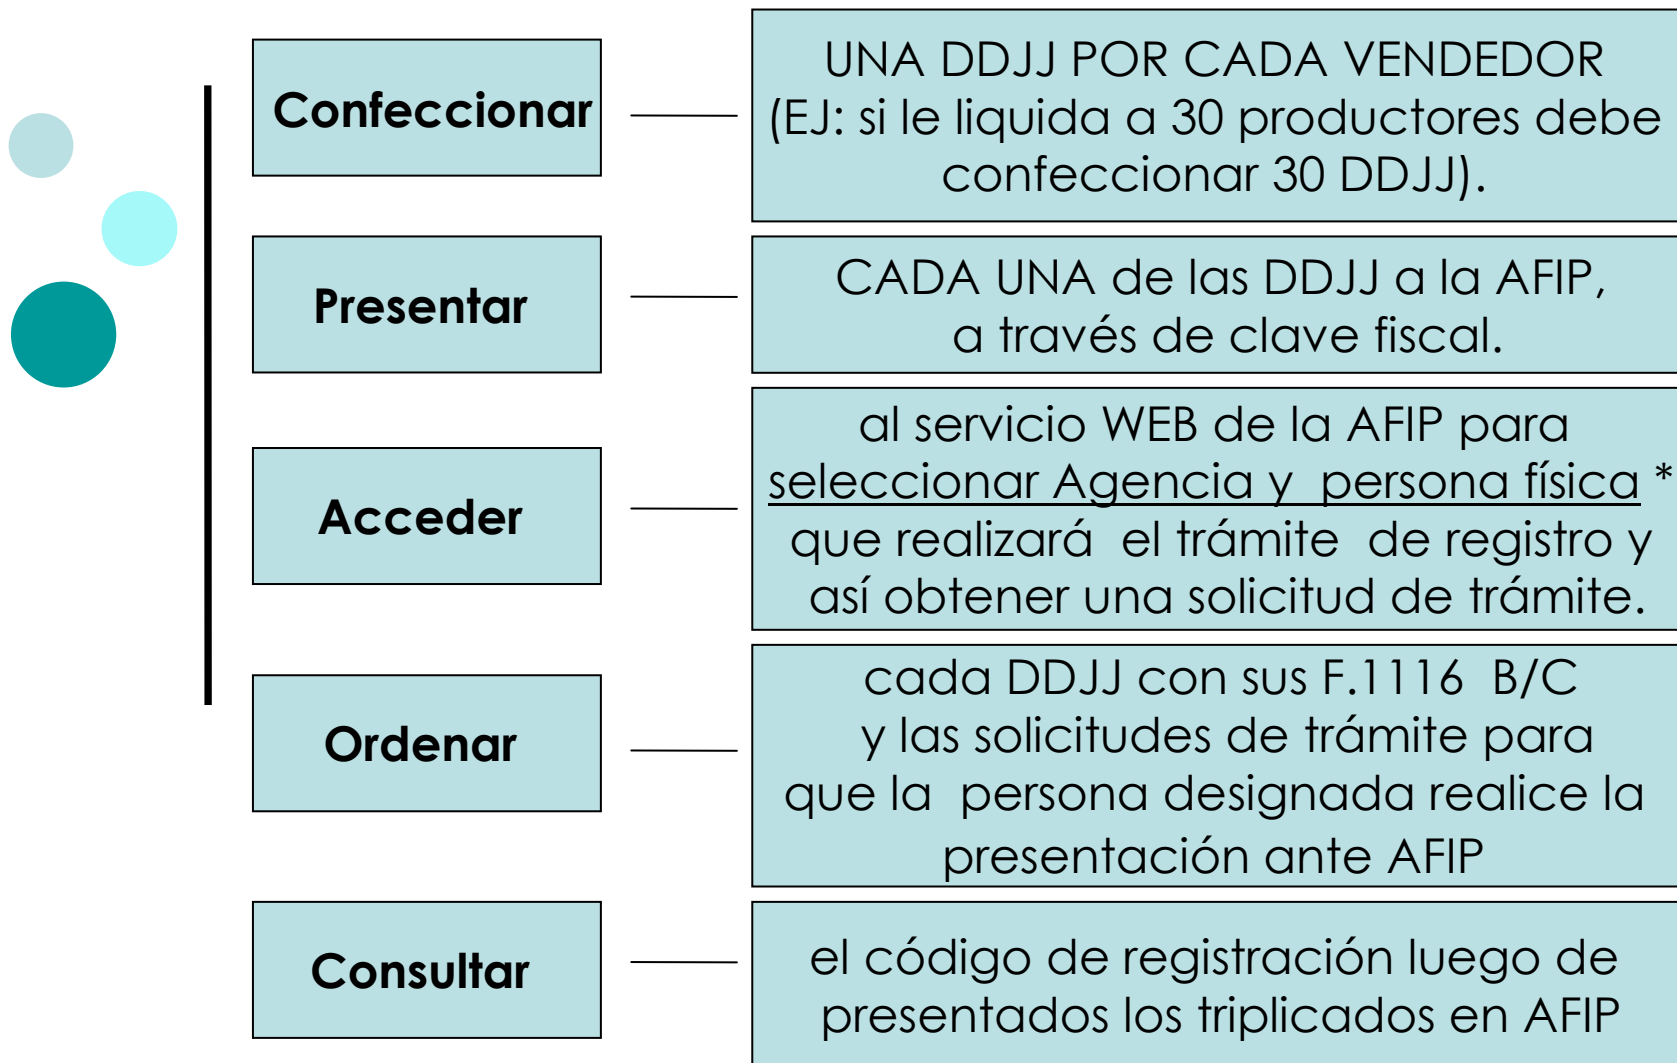 Confeccionar
UNA DDJJ POR CADA VENDEDOR
(EJ: si le liquida a 30 productores debe
confeccionar 30 DDJJ).
Presentar
CADA UNA de las DDJJ a la AFIP,
a través de clave fiscal.
Acceder
al servicio WEB de la AFIP para
seleccionar Agencia y persona física *
que realizará el trámite de registro y
así obtener una solicitud de trámite.
Ordenar
cada DDJJ con sus F.1116 B/C
y las solicitudes de trámite para
que la persona designada realice la
presentación ante AFIP
Consultar
el código de registración luego de
presentados los triplicados en AFIP